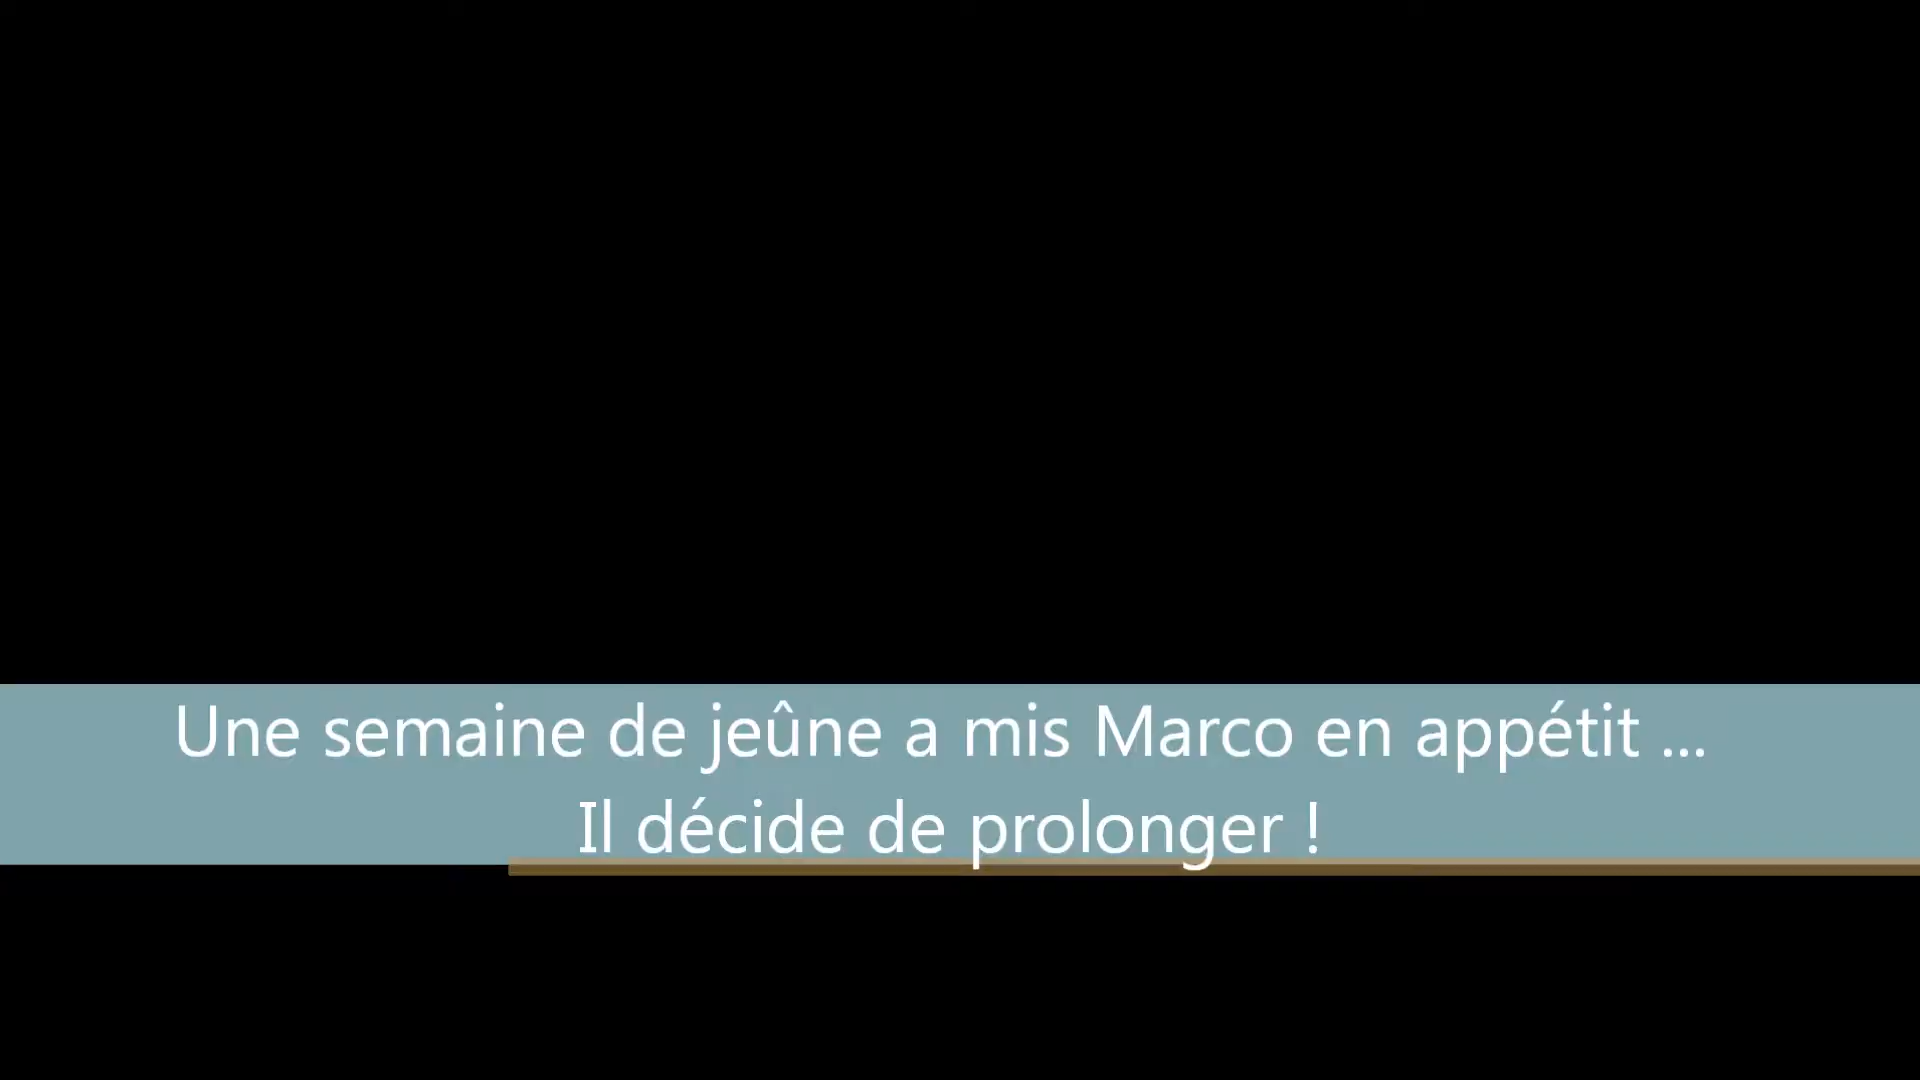 Une semaine de jeûne a mis Marco en appétit ...
Il décide de prolonger !